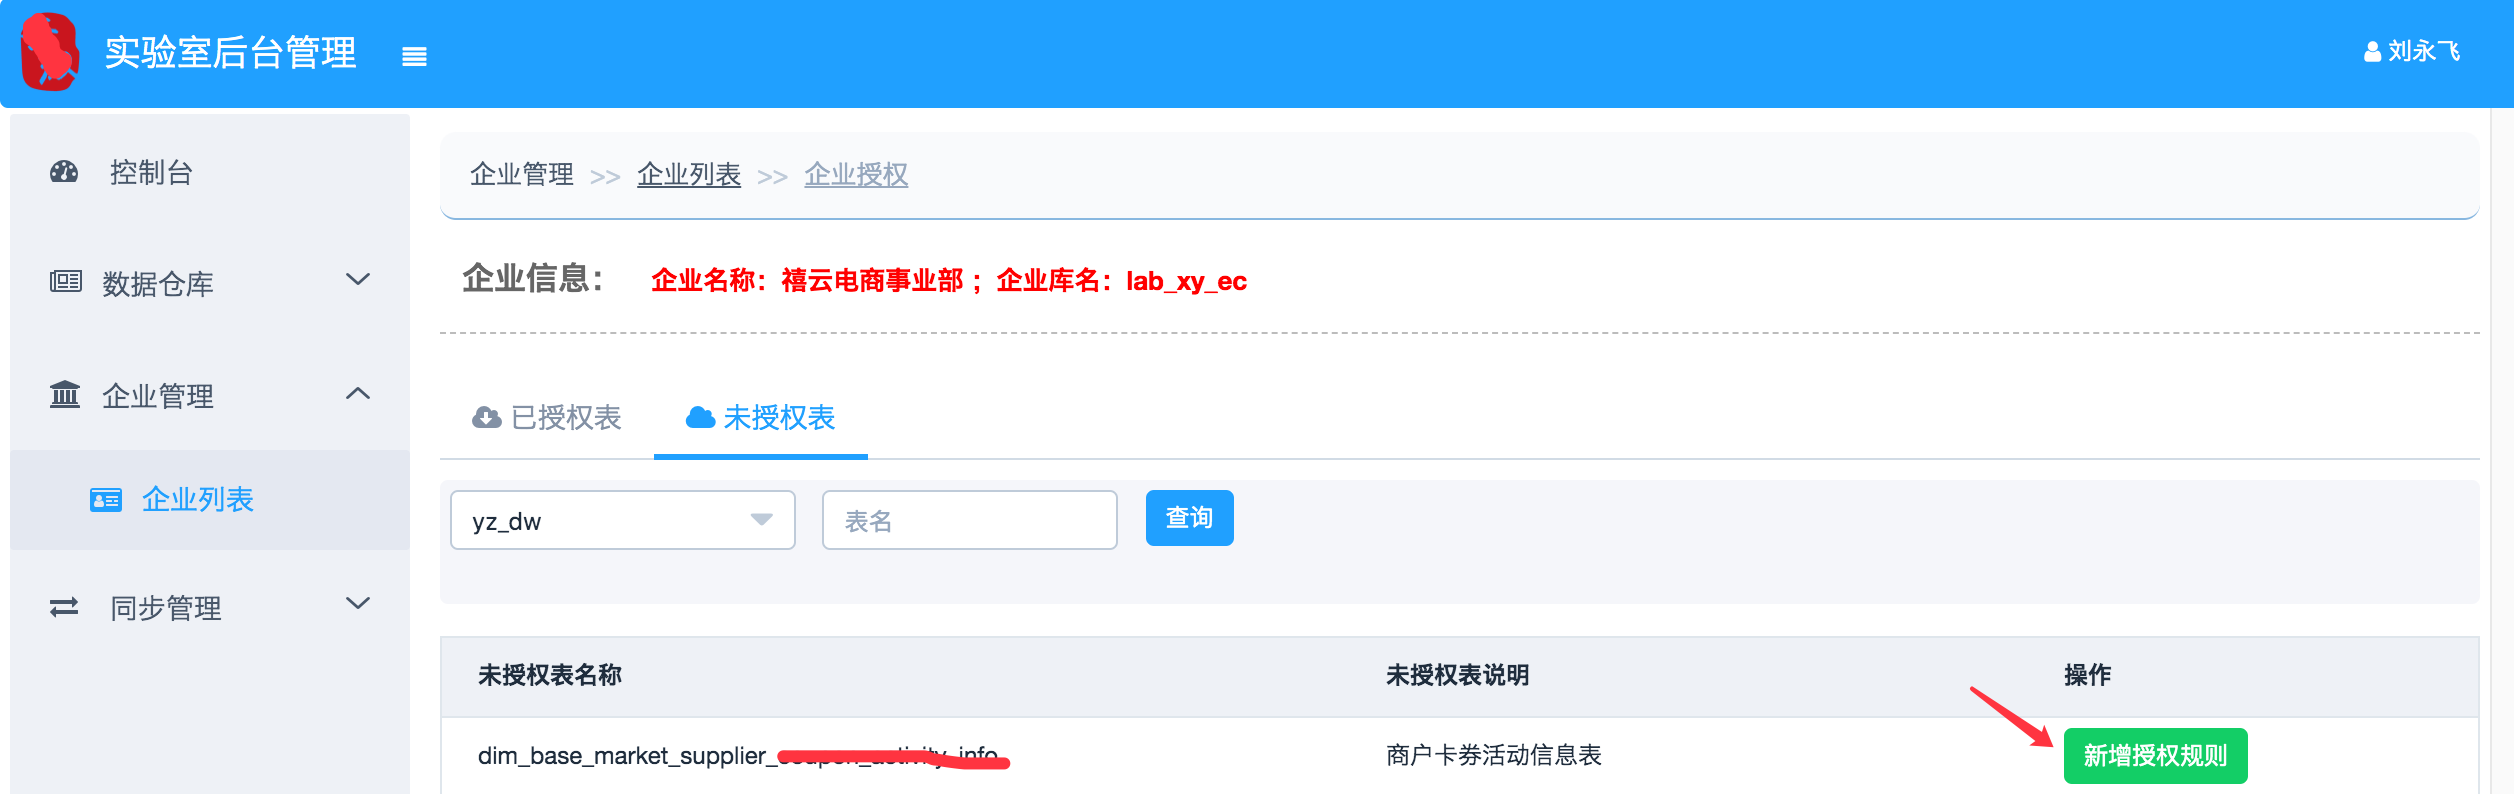 实验室后台管理
刘永飞
控制台
数据仓库
企业管理
企业列表
同步管理
企业管理 >> 企业列表 >> 企业授权
企业信息： 企业名称：禧云电商事业部； 企业库名：lab_xy_ec
已授权表 未授权表
yz_dw 表名 查询
未授权表名称 未授权表说明 操作
dim_base_market_supplier_coupon_activity_info 商户卡券活动信息表 新增授权规则